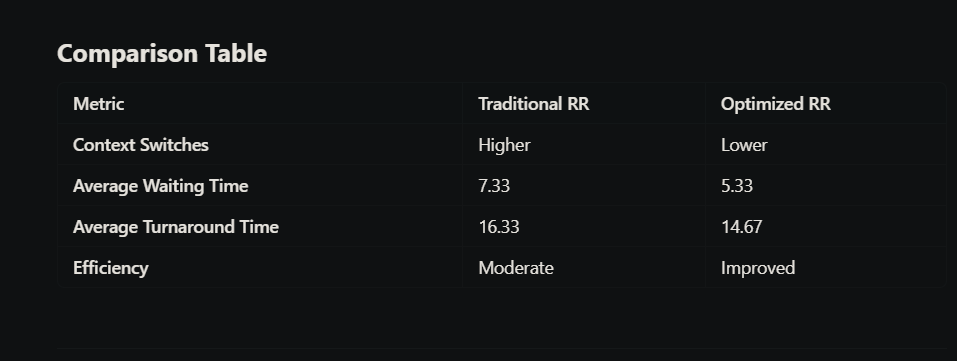 Comparison Table
Metric Traditional RR Optimized RR
Context Switches Higher Lower
Average Waiting Time 7.33 5.33
Average Turnaround Time 16.33 14.67
Efficiency Moderate Improved